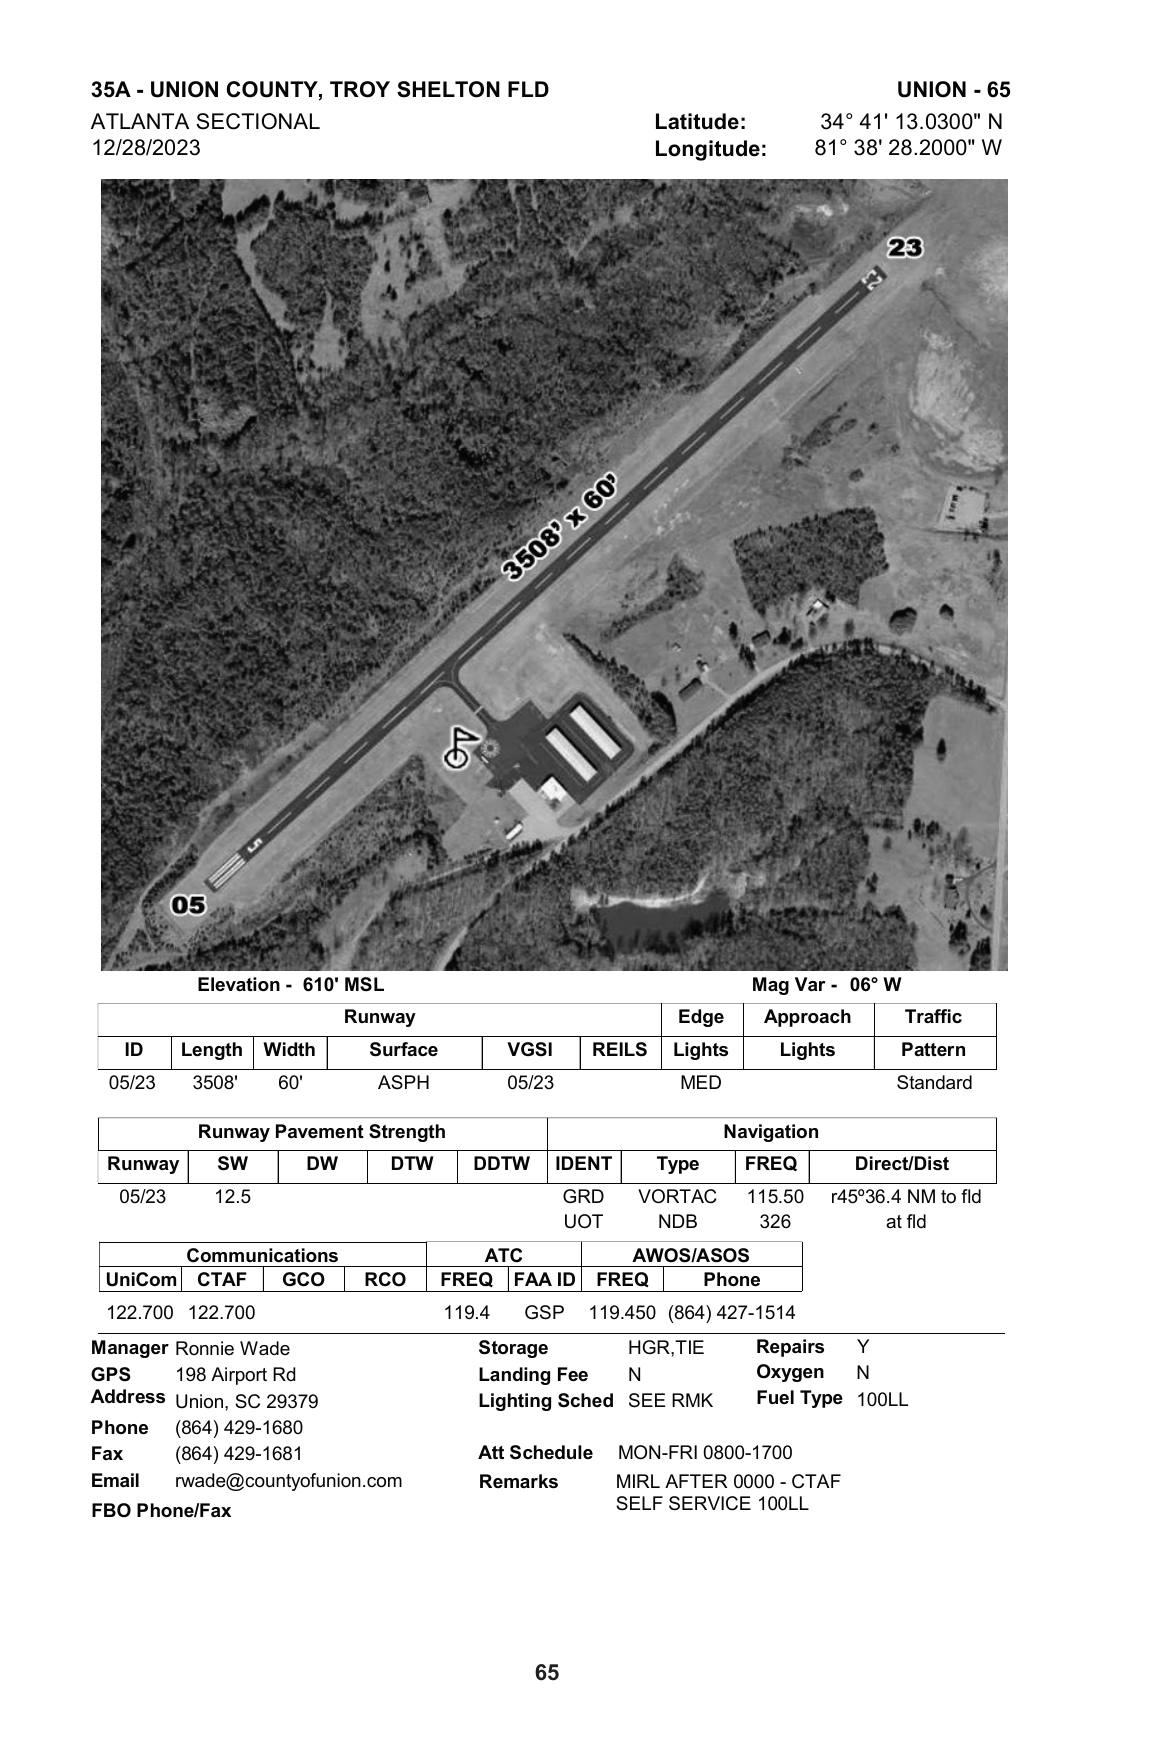 35A - UNION COUNTY, TROY SHELTON FLD UNION - 65
ATLANTA SECTIONAL Latitude: 34° 41' 13.0300" N
12/28/2023 Longitude: 81° 38' 28.2000" W
23
23
3508' x 60'
5
05
Elevation - 610' MSL Mag Var - 06° W
Runway Edge Approach Traffic
ID Length Width Surface VGSI REILS Lights Lights Pattern
05/23 3508' 60' ASPH 05/23 MED Standard
Runway Pavement Strength Navigation
Runway SW DW DTW DDTW IDENT Type FREQ Direct/Dist
05/23 12.5 GRD VORTAC 115.50 r45º36.4 NM to fld
UOT NDB 326 at fld
Communications ATC AWOS/ASOS
UniCom CTAF GCO RCO FREQ FAA ID FREQ Phone
122.700 122.700 119.4 GSP 119.450 (864) 427-1514
Manager Ronnie Wade Storage HGR,TIE Repairs Y
GPS 198 Airport Rd Landing Fee N Oxygen N
Address Union, SC 29379 Lighting Sched SEE RMK Fuel Type 100LL
Phone (864) 429-1680
Fax (864) 429-1681 Att Schedule MON-FRI 0800-1700
Email rwade@countyofunion.com Remarks MIRL AFTER 0000 - CTAF
SELF SERVICE 100LL
FBO Phone/Fax
65